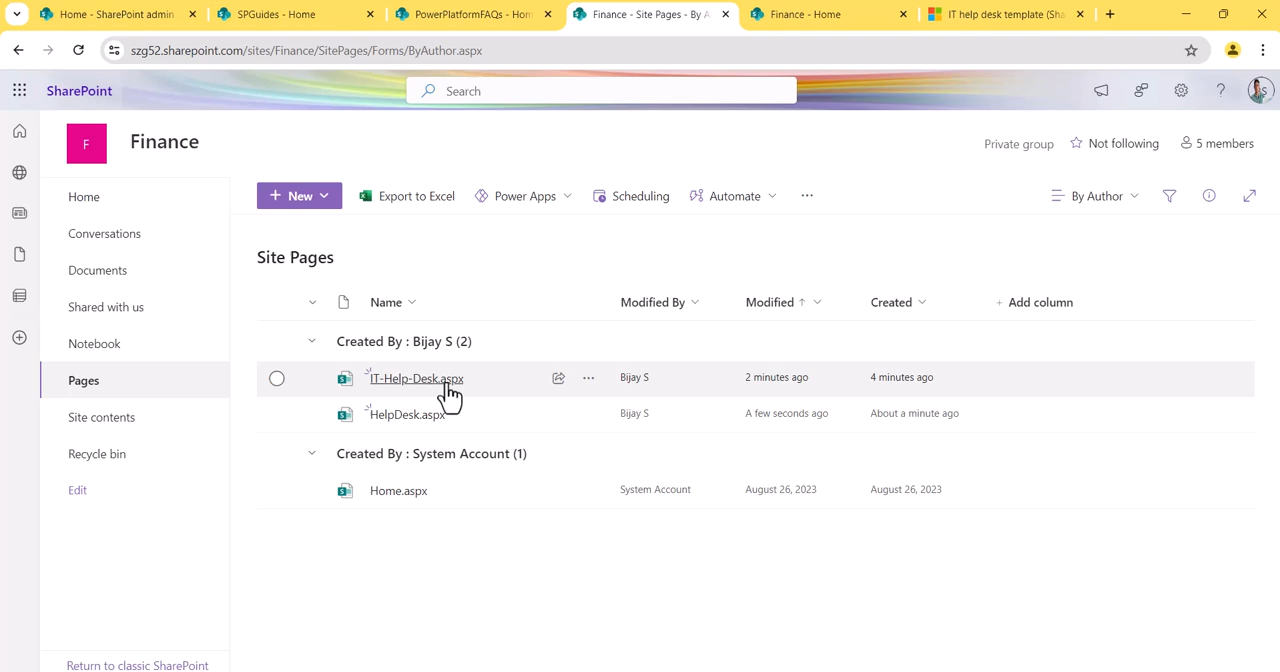 Home - SharePoint admin
SPGuides - Home
PowerPlatformFAQs - Hom
Finance - Site Pages - By A
Finance - Home
IT help desk template (Sha
szg52.sharepoint.com/sites/Finance/SitePages/Forms/ByAuthor.aspx
SharePoint
Search
F
Finance
Private group
Not following
5 members
Home
Conversations
Documents
Shared with us
Notebook
Pages
Site contents
Recycle bin
Edit
Return to classic SharePoint
+ New
Export to Excel
Power Apps
Scheduling
Automate
By Author
Site Pages
Name
Modified By
Modified ↑
Created
+ Add column
Created By : Bijay S (2)
IT-Help-Desk.aspx Bijay S 2 minutes ago 4 minutes ago
HelpDesk.aspx Bijay S A few seconds ago About a minute ago
Created By : System Account (1)
Home.aspx System Account August 26, 2023 August 26, 2023